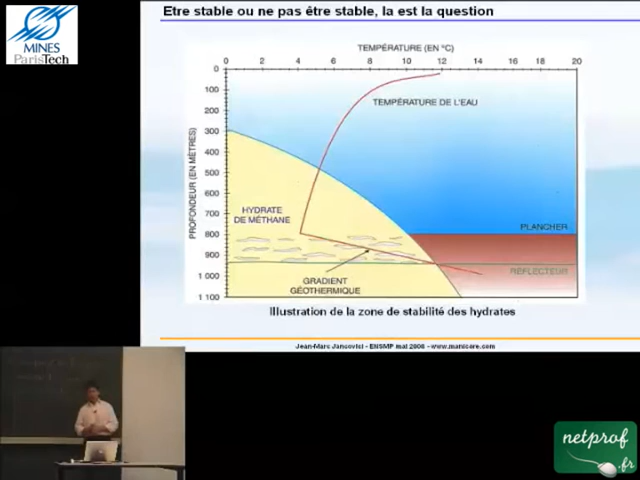 Etre stable ou ne pas être stable, la est la question
MINES
ParisTech
TEMPÉRATURE (EN °C)
0 2 4 6 8 10 12 14 16 18 20
PROFONDEUR (EN MÈTRES)
0
100
200
300
400
500
600
700
800
900
1 000
1 100
TEMPÉRATURE DE L'EAU
HYDRATE
DE MÉTHANE
PLANCHER
RÉFLECTEUR
GRADIENT
GÉOTHERMIQUE
Illustration de la zone de stabilité des hydrates
Jean-Marc Jancovici - ENSMP mai 2008 - www.manicore.com
netprof
.fr